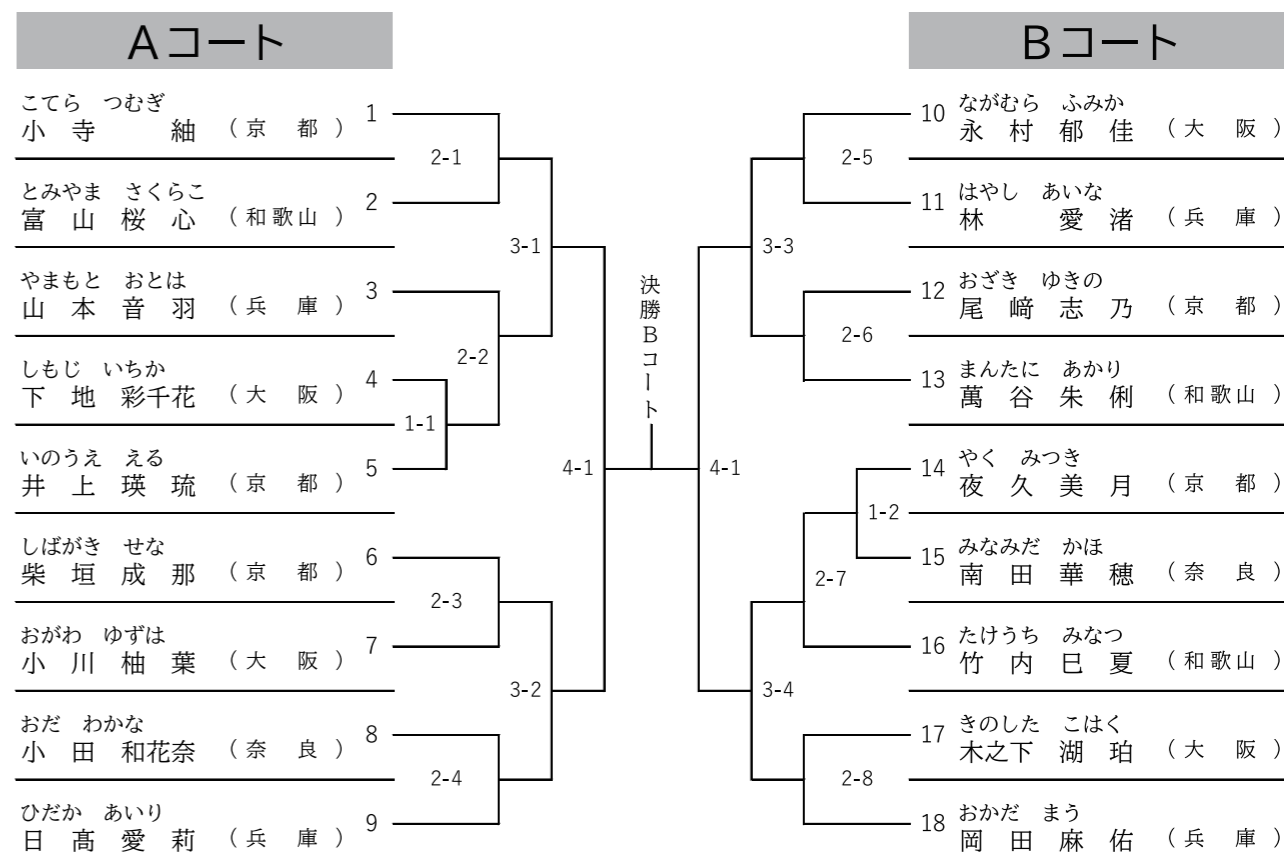 Aコート
こてら つむぎ
小寺 紬 （京 都） 1
とみやま さくらこ
富山桜心 （和歌山） 2
やまもと おとは
山本音羽 （兵 庫） 3
しもじ いちか
下地彩千花 （大 阪） 4
いのうえ える
井上瑛琉 （京 都） 5
しばがき せな
柴垣成那 （京 都） 6
おがわ ゆずは
小川柚葉 （大 阪） 7
おだ わかな
小田和花奈 （奈 良） 8
ひだか あいり
日髙愛莉 （兵 庫） 9
2-1
2-2
1-1
2-3
2-4
3-1
3-2
4-1
決勝Bコート
4-1
3-3
3-4
2-5
2-6
1-2
2-7
2-8
Bコート
ながむら ふみか
10 永村郁佳 （大 阪）
はやし あいな
11 林 愛渚 （兵 庫）
おざき ゆきの
12 尾﨑志乃 （京 都）
まんたに あかり
13 萬谷朱俐 （和歌山）
やく みつき
14 夜久美月 （京 都）
みなみだ かほ
15 南田華穂 （奈 良）
たけうち みなつ
16 竹内巳夏 （和歌山）
きのした こはく
17 木之下湖珀 （大 阪）
おかだ まう
18 岡田麻佑 （兵 庫）